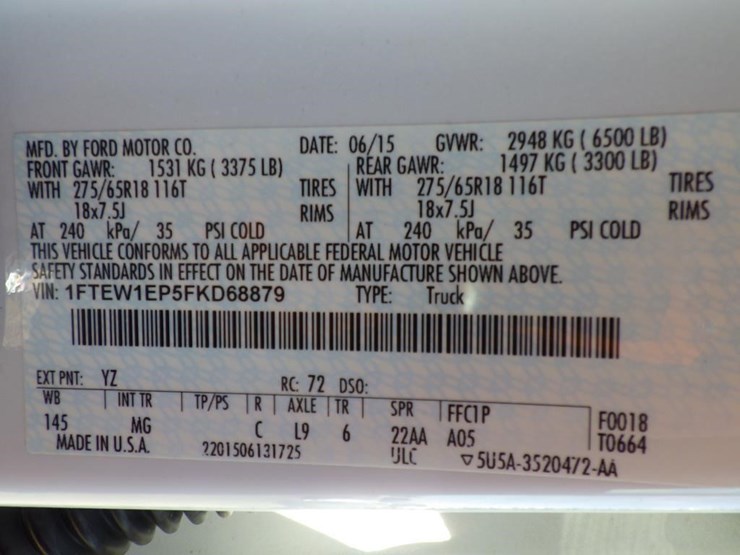 MFD. BY FORD MOTOR CO. DATE: 06/15 GVWR: 2948 KG ( 6500 LB)
FRONT GAWR: 1531 KG ( 3375 LB) REAR GAWR: 1497 KG ( 3300 LB)
WITH 275/65R18 116T TIRES WITH 275/65R18 116T TIRES
18x7.5J RIMS 18x7.5J RIMS
AT 240 kPa/ 35 PSI COLD AT 240 kPa/ 35 PSI COLD
THIS VEHICLE CONFORMS TO ALL APPLICABLE FEDERAL MOTOR VEHICLE
SAFETY STANDARDS IN EFFECT ON THE DATE OF MANUFACTURE SHOWN ABOVE.
VIN: 1FTEW1EP5FKD68879 TYPE: Truck
EXT PNT: YZ RC: 72 DSO:
WB INT TR TP/PS R AXLE TR SPR FFC1P F0018
145 MG C L9 6 22AA A05 T0664
MADE IN U.S.A. 2201506131725 ULC ▽5U5A-3520472-AA